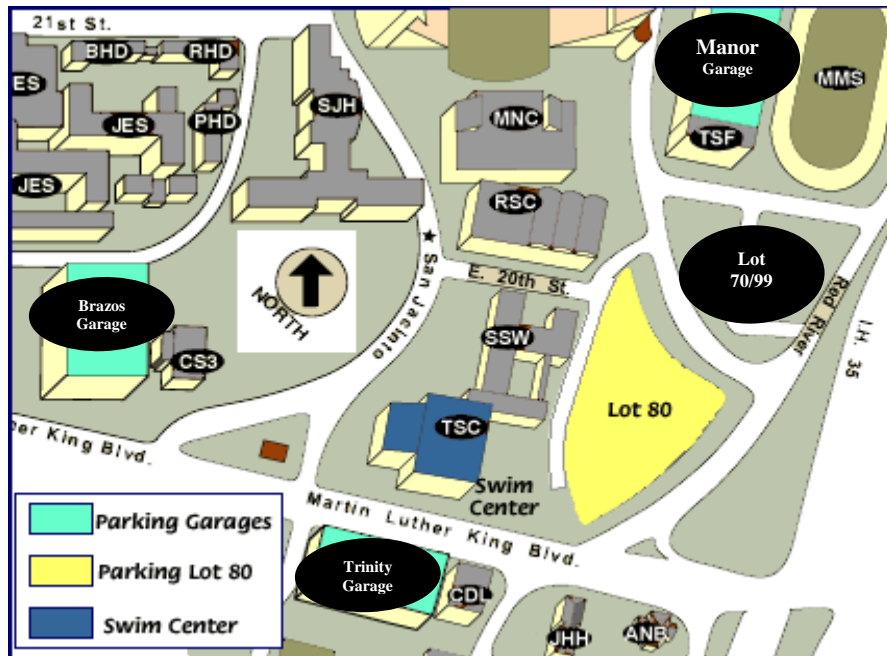 21st St.
BHD
RHD
Manor
Garage
ES
SJH
MMS
JES
PHD
MNC
TSF
JES
RSC
Lot
70/99
San Jacinto
E. 20th St.
Red River
I.H. 35
NORTH
Brazos
Garage
CS3
SSW
Lot 80
TSC
Swim
Center
per King Blvd.
Martin Luther King Blvd.
Parking Garages
Parking Lot 80
Swim Center
Trinity
Garage
CDL
JHH
ANB